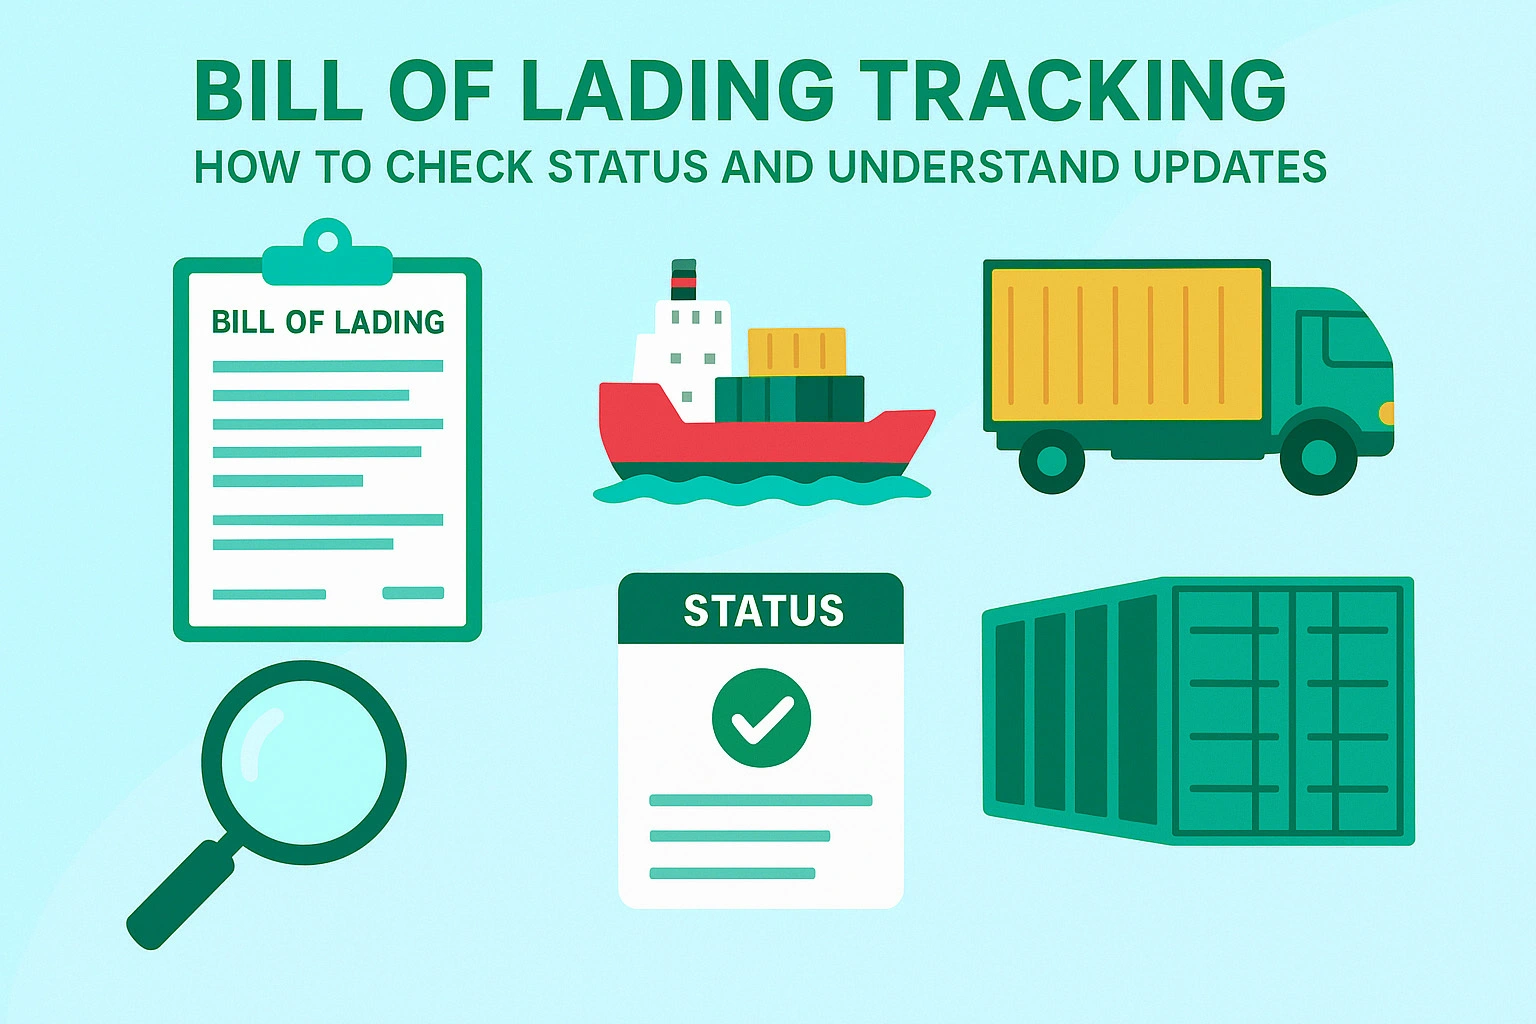 BILL OF LADING TRACKING
HOW TO CHECK STATUS AND UNDERSTAND UPDATES
BILL OF LADING
STATUS